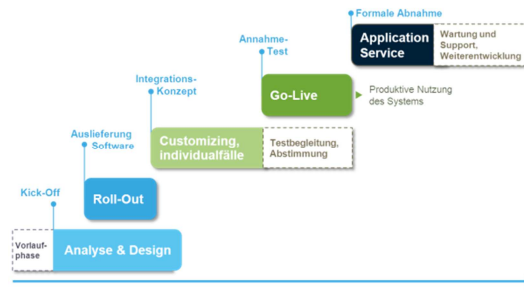 Formale Abnahme
Application
Service
Wartung und
Support,
Weiterentwicklung
Annahme-
Test
Go-Live
Produktive Nutzung
des Systems
Integrations-
Konzept
Customizing,
individualfälle
Testbegleitung,
Abstimmung
Auslieferung
Software
Roll-Out
Kick-Off
Vorlauf-
phase
Analyse & Design